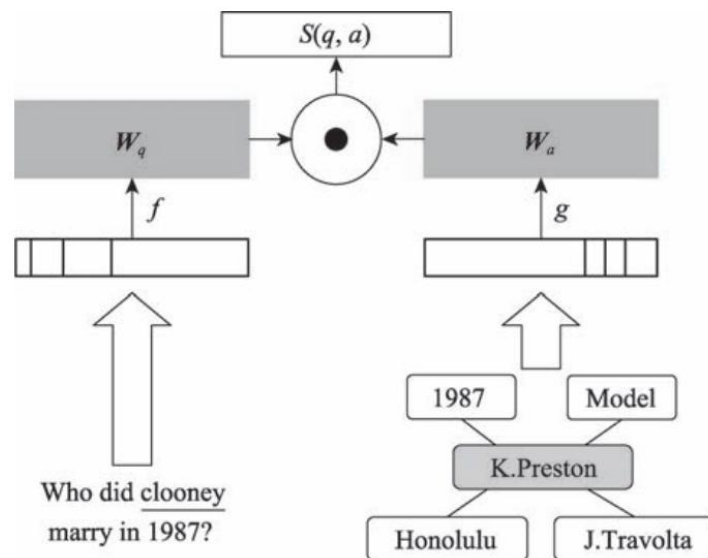 S(q, a)
W_q
W_a
f
g
1987
Model
K.Preston
Who did clooney
marry in 1987?
Honolulu
J.Travolta